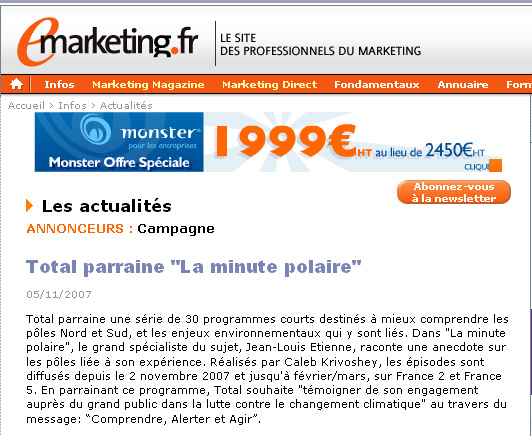 emarketing.fr
LE SITE
DES PROFESSIONNELS DU MARKETING
Infos Marketing Magazine Marketing Direct Fondamentaux Annuaire Form
Accueil > Infos > Actualités
monster
pour les entreprises
Monster Offre Spéciale
1999€HT au lieu de 2450€HT
CLIQUE
Abonnez-vous
à la newsletter
Les actualités
ANNONCEURS : Campagne
Total parraine "La minute polaire"
05/11/2007
Total parraine une série de 30 programmes courts destinés à mieux comprendre les
pôles Nord et Sud, et les enjeux environnementaux qui y sont liés. Dans "La minute
polaire", le grand spécialiste du sujet, Jean-Louis Etienne, raconte une anecdote sur
les pôles liée à son expérience. Réalisés par Caleb Krivoshey, les épisodes sont
diffusés depuis le 2 novembre 2007 et jusqu'à février/mars, sur France 2 et France
5. En parrainant ce programme, Total souhaite "témoigner de son engagement
auprès du grand public dans la lutte contre le changement climatique" au travers du
message: “Comprendre, Alerter et Agir”.